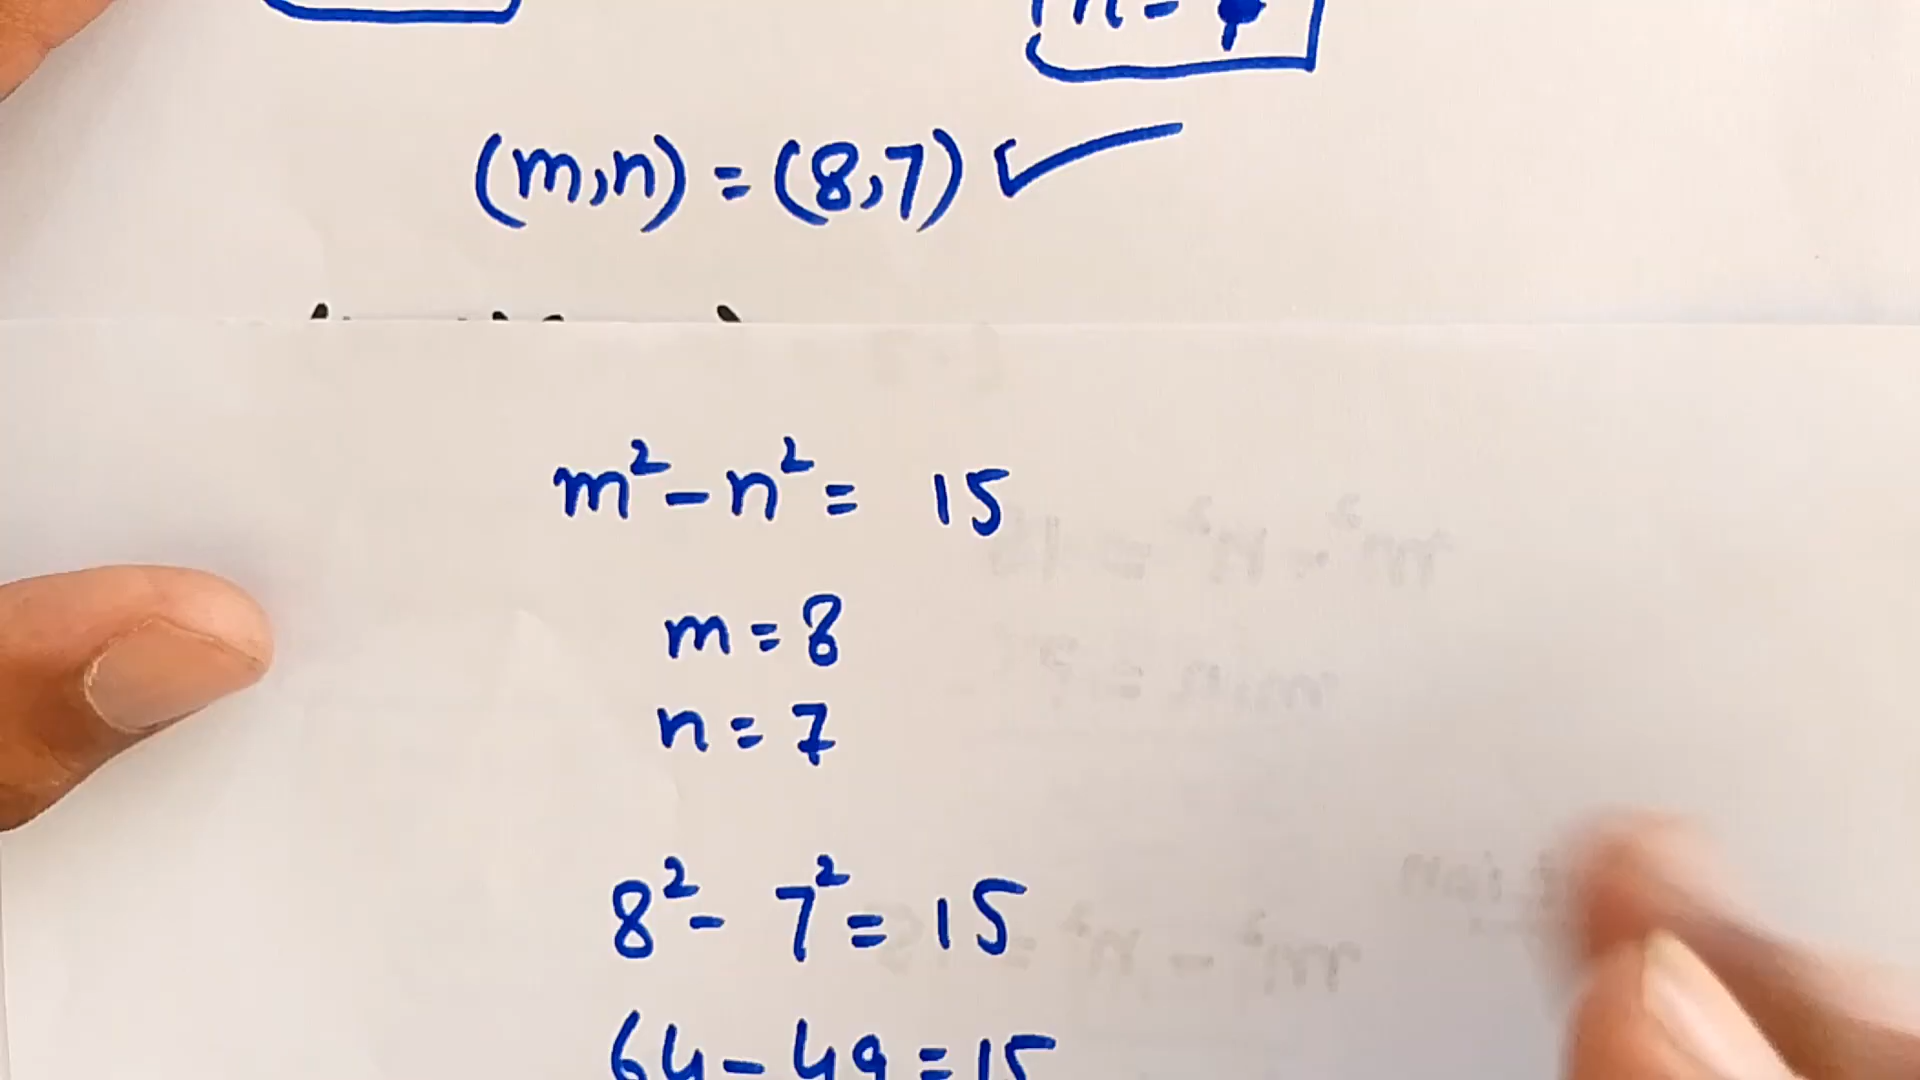 (m,n) = (8,7) ✓
m² - n² = 15
m = 8
n = 7
8² - 7² = 15
64 - 49 = 15